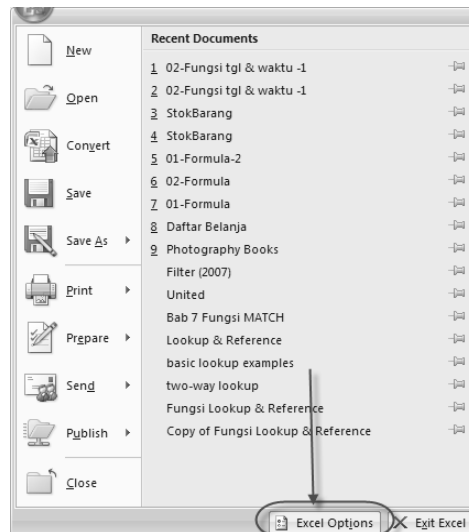 New
Open
Convert
Save
Save As
Print
Prepare
Send
Publish
Close
Recent Documents
1 02-Fungsi tgl & waktu -1
2 02-Fungsi tgl & waktu -1
3 StokBarang
4 StokBarang
5 01-Formula-2
6 02-Formula
7 01-Formula
8 Daftar Belanja
9 Photography Books
Filter (2007)
United
Bab 7 Fungsi MATCH
Lookup & Reference
basic lookup examples
two-way lookup
Fungsi Lookup & Reference
Copy of Fungsi Lookup & Reference
Excel Options
Exit Excel